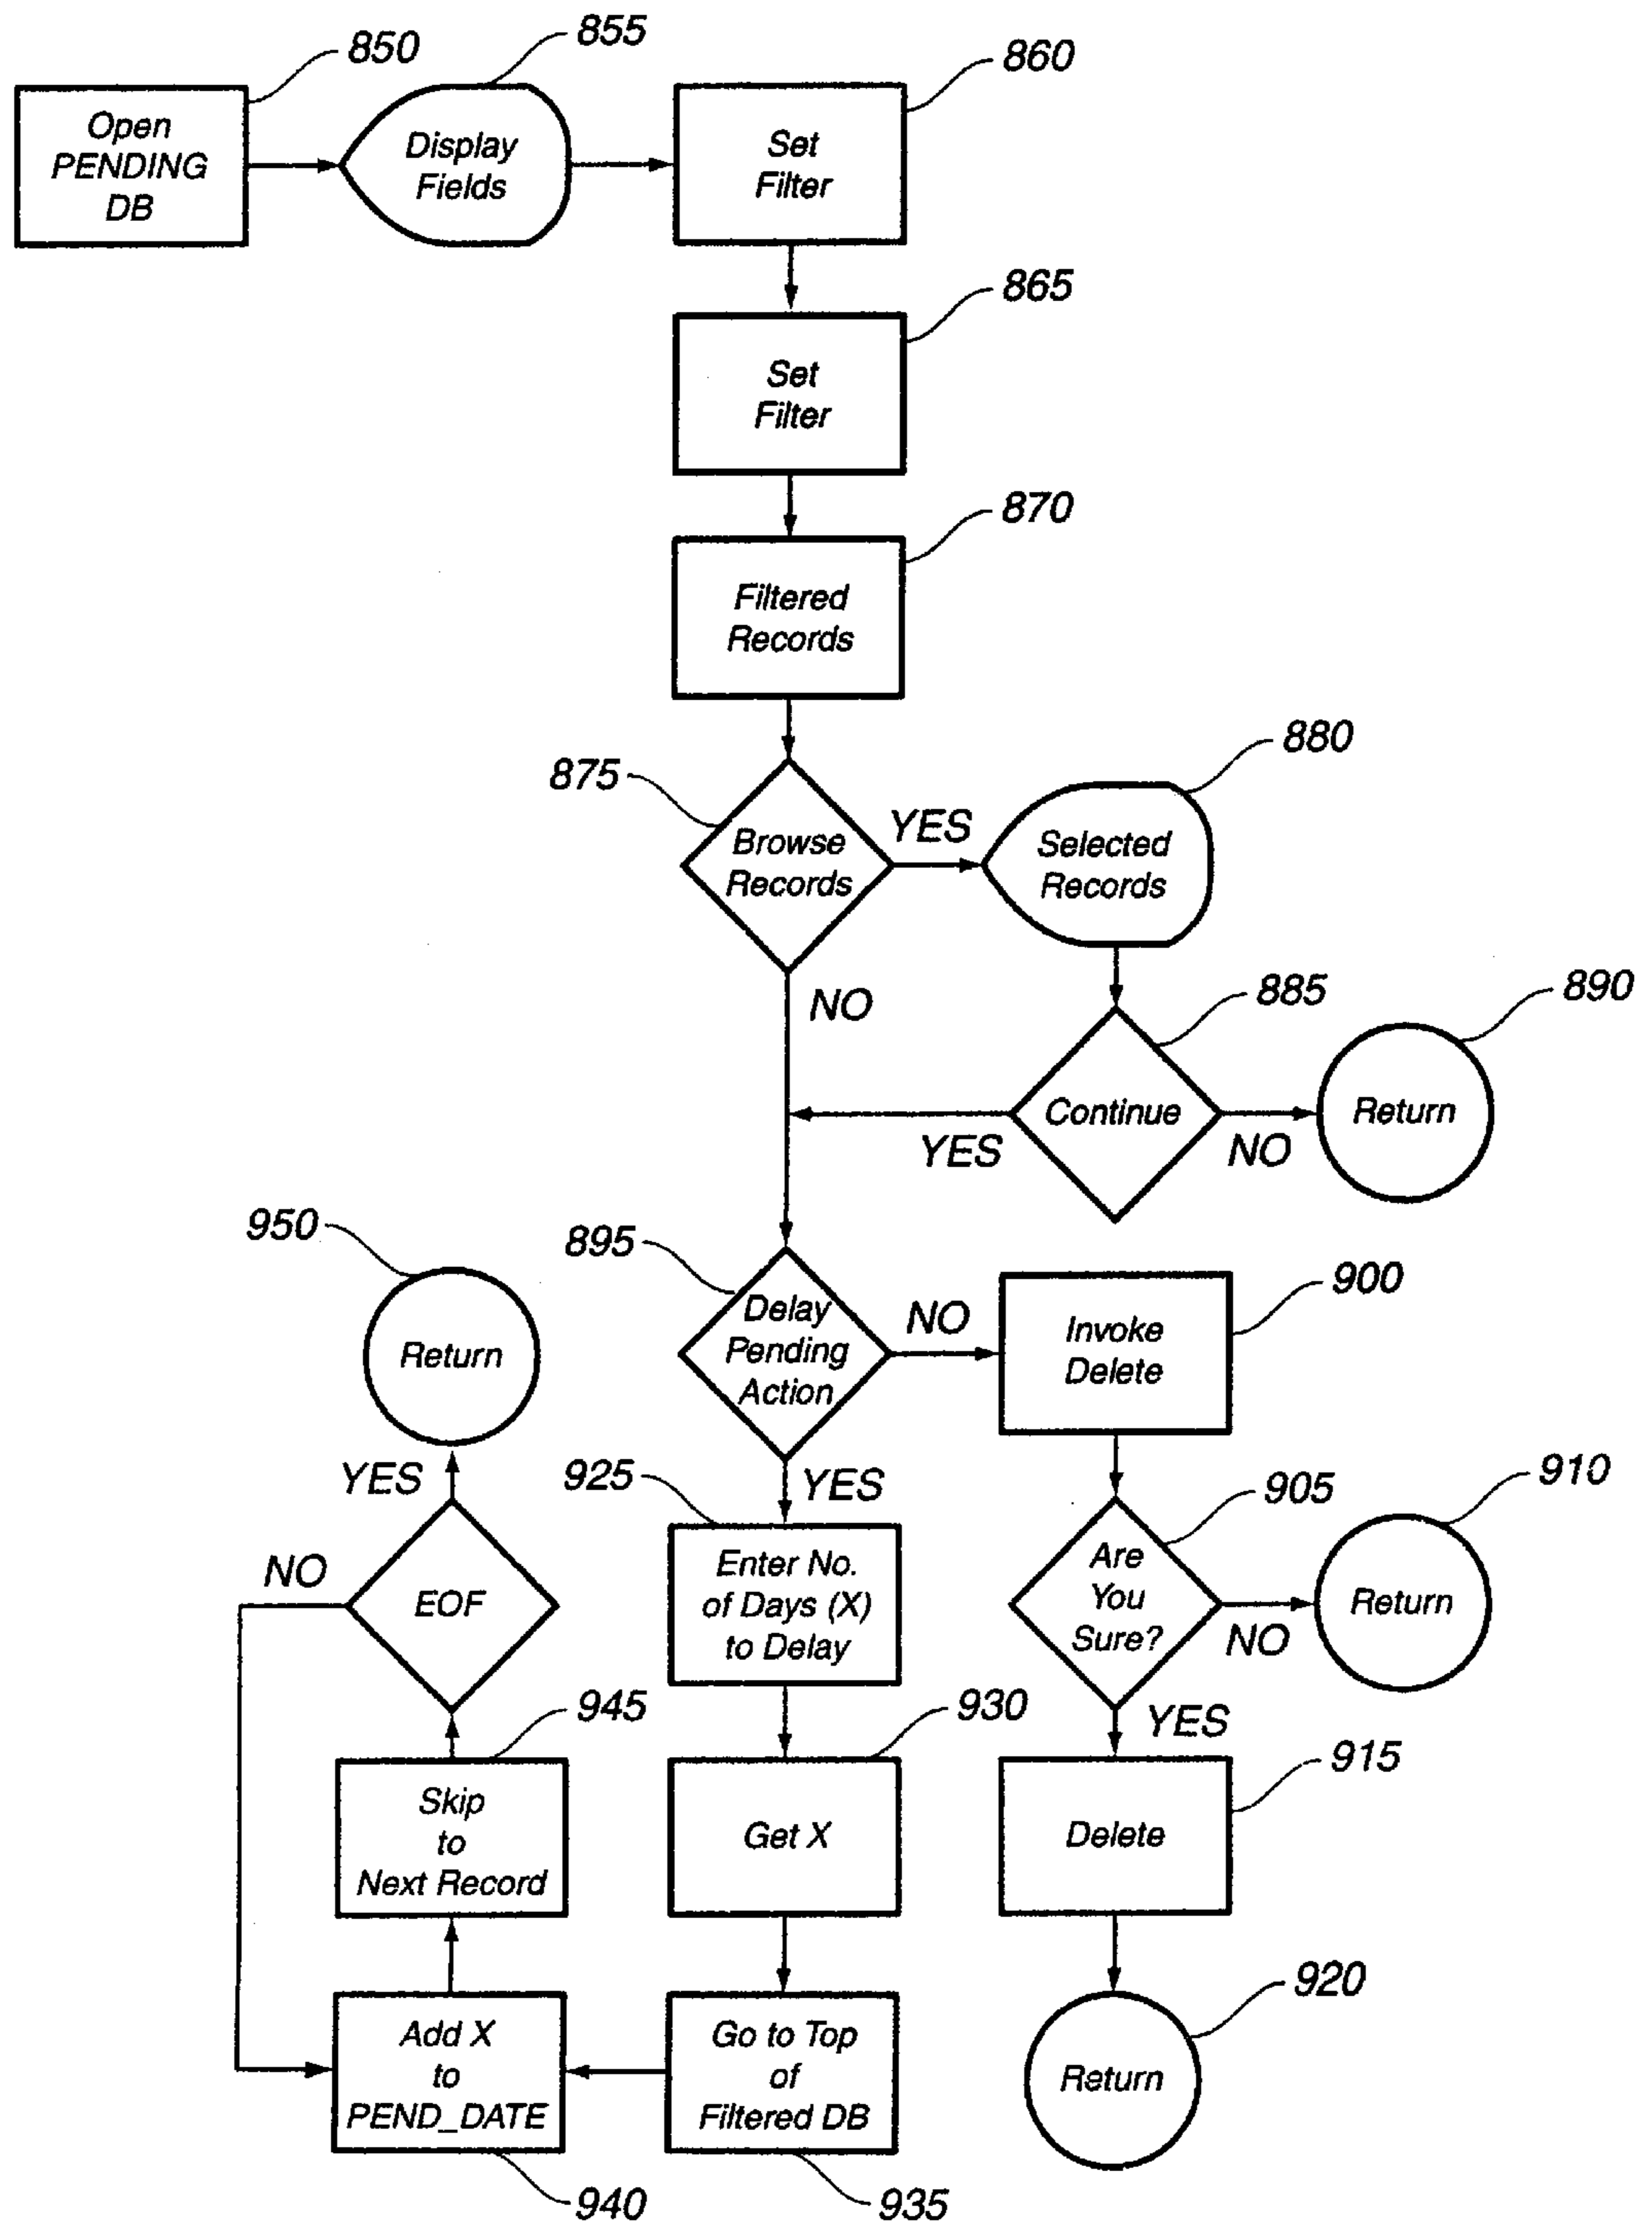 850
855
860
Open
PENDING
DB
Display
Fields
Set
Filter
865
Set
Filter
870
Filtered
Records
875
880
Browse
Records
YES
Selected
Records
NO
885
890
Continue
YES
NO
Return
950
895
900
Return
Delay
Pending
Action
NO
Invoke
Delete
YES
925
YES
905
910
NO
EOF
Enter No.
of Days (X)
to Delay
Are
You
Sure?
NO
Return
945
930
YES
915
Skip
to
Next Record
Get X
Delete
920
Add X
to
PEND_DATE
Go to Top
of
Filtered DB
Return
940
935